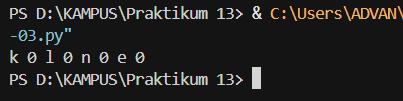 PS D:\KAMPUS\Praktikum 13> & C:\Users\ADVAN\
-03.py"
k 0 l 0 n 0 e 0
PS D:\KAMPUS\Praktikum 13>